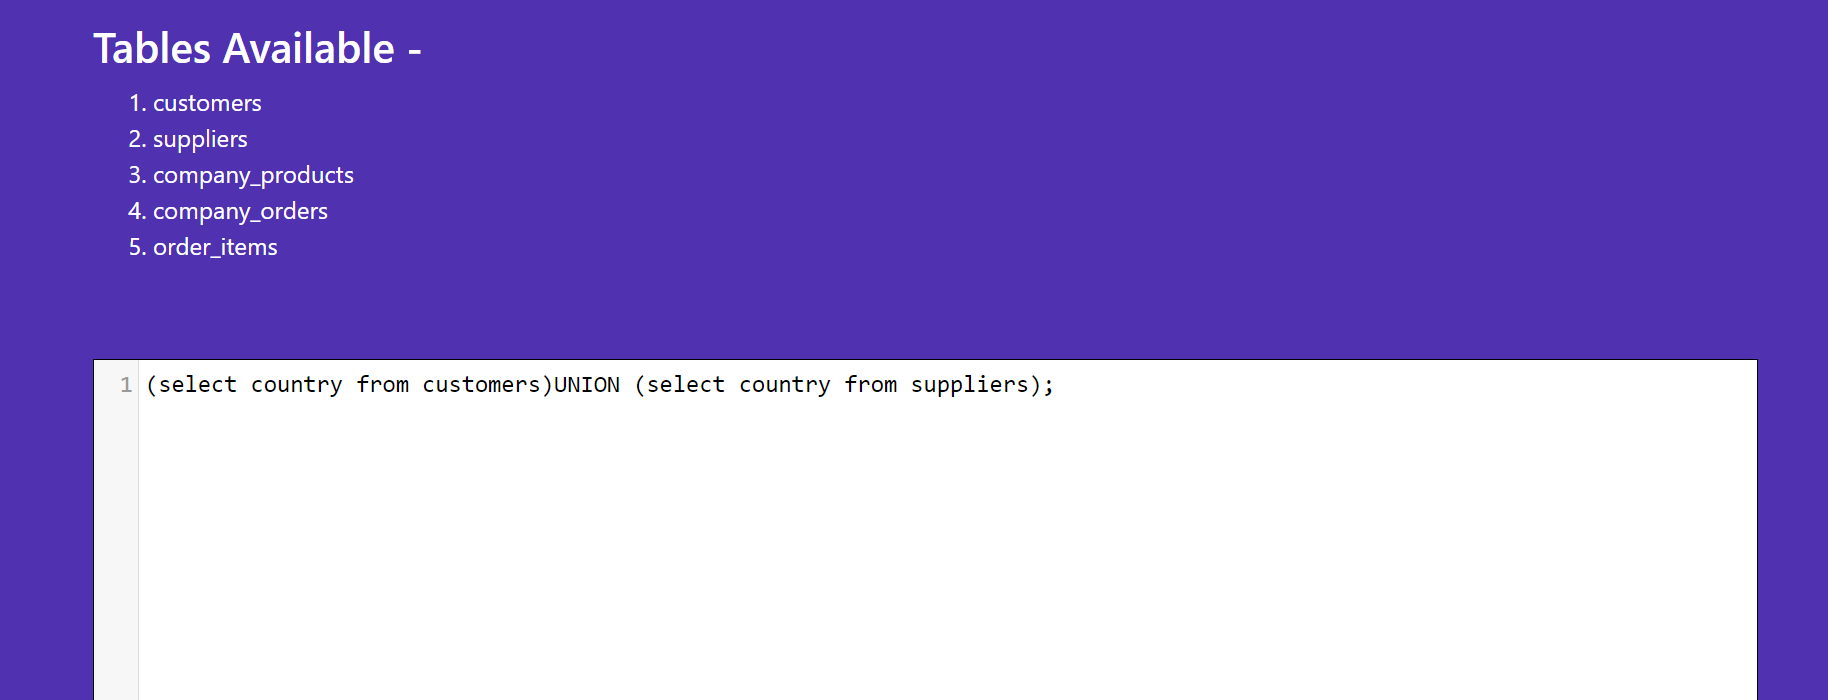 Tables Available -
1. customers
2. suppliers
3. company_products
4. company_orders
5. order_items
1 (select country from customers)UNION (select country from suppliers);